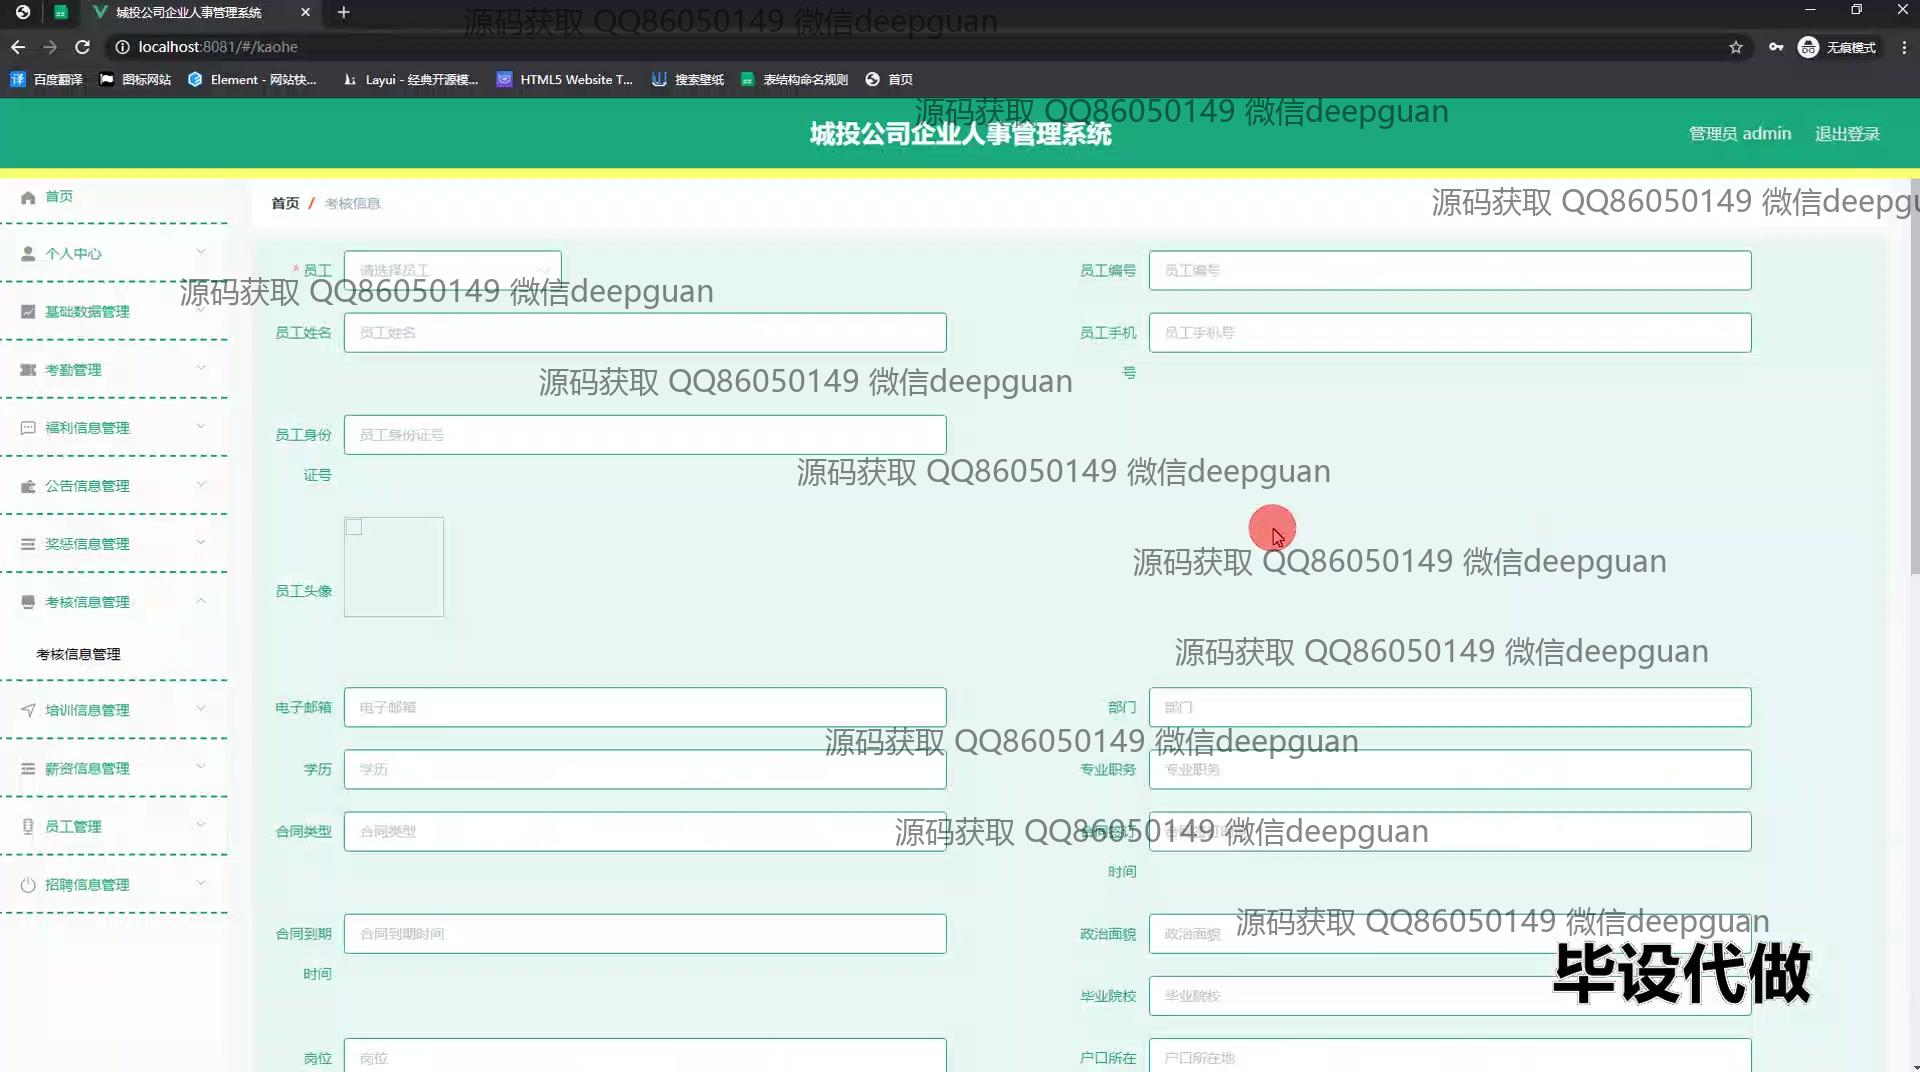 城投公司企业人事管理系统
源码获取 QQ86050149 微信deepguan
localhost:8081/#/kaohe
无痕模式
百度翻译
图标网站
Element - 网站快...
Layui - 经典开源模...
HTML5 Website T...
搜索壁纸
表结构命名规则
首页
源码获取 QQ86050149 微信deepguan
城投公司企业人事管理系统
管理员 admin
退出登录
首页
个人中心
基础数据管理
考勤管理
福利信息管理
公告信息管理
奖惩信息管理
考核信息管理
考核信息管理
培训信息管理
薪资信息管理
员工管理
招聘信息管理
首页 / 考核信息
源码获取 QQ86050149 微信deepgu
* 员工 请选择员工
员工编号 员工编号
源码获取 QQ86050149 微信deepguan
员工姓名 员工姓名
员工手机号 员工手机号
源码获取 QQ86050149 微信deepguan
员工身份证号 员工身份证号
源码获取 QQ86050149 微信deepguan
源码获取 QQ86050149 微信deepguan
员工头像
源码获取 QQ86050149 微信deepguan
电子邮箱 电子邮箱
部门 部门
源码获取 QQ86050149 微信deepguan
学历 学历
专业职务 专业职务
合同类型 合同类型
源码获取 QQ86050149 微信deepguan
时间
合同到期时间 合同到期时间
源码获取 QQ86050149 微信deepguan
政治面貌 政治面貌
毕设代做
毕业院校 毕业院校
岗位 岗位
户口所在 户口所在地